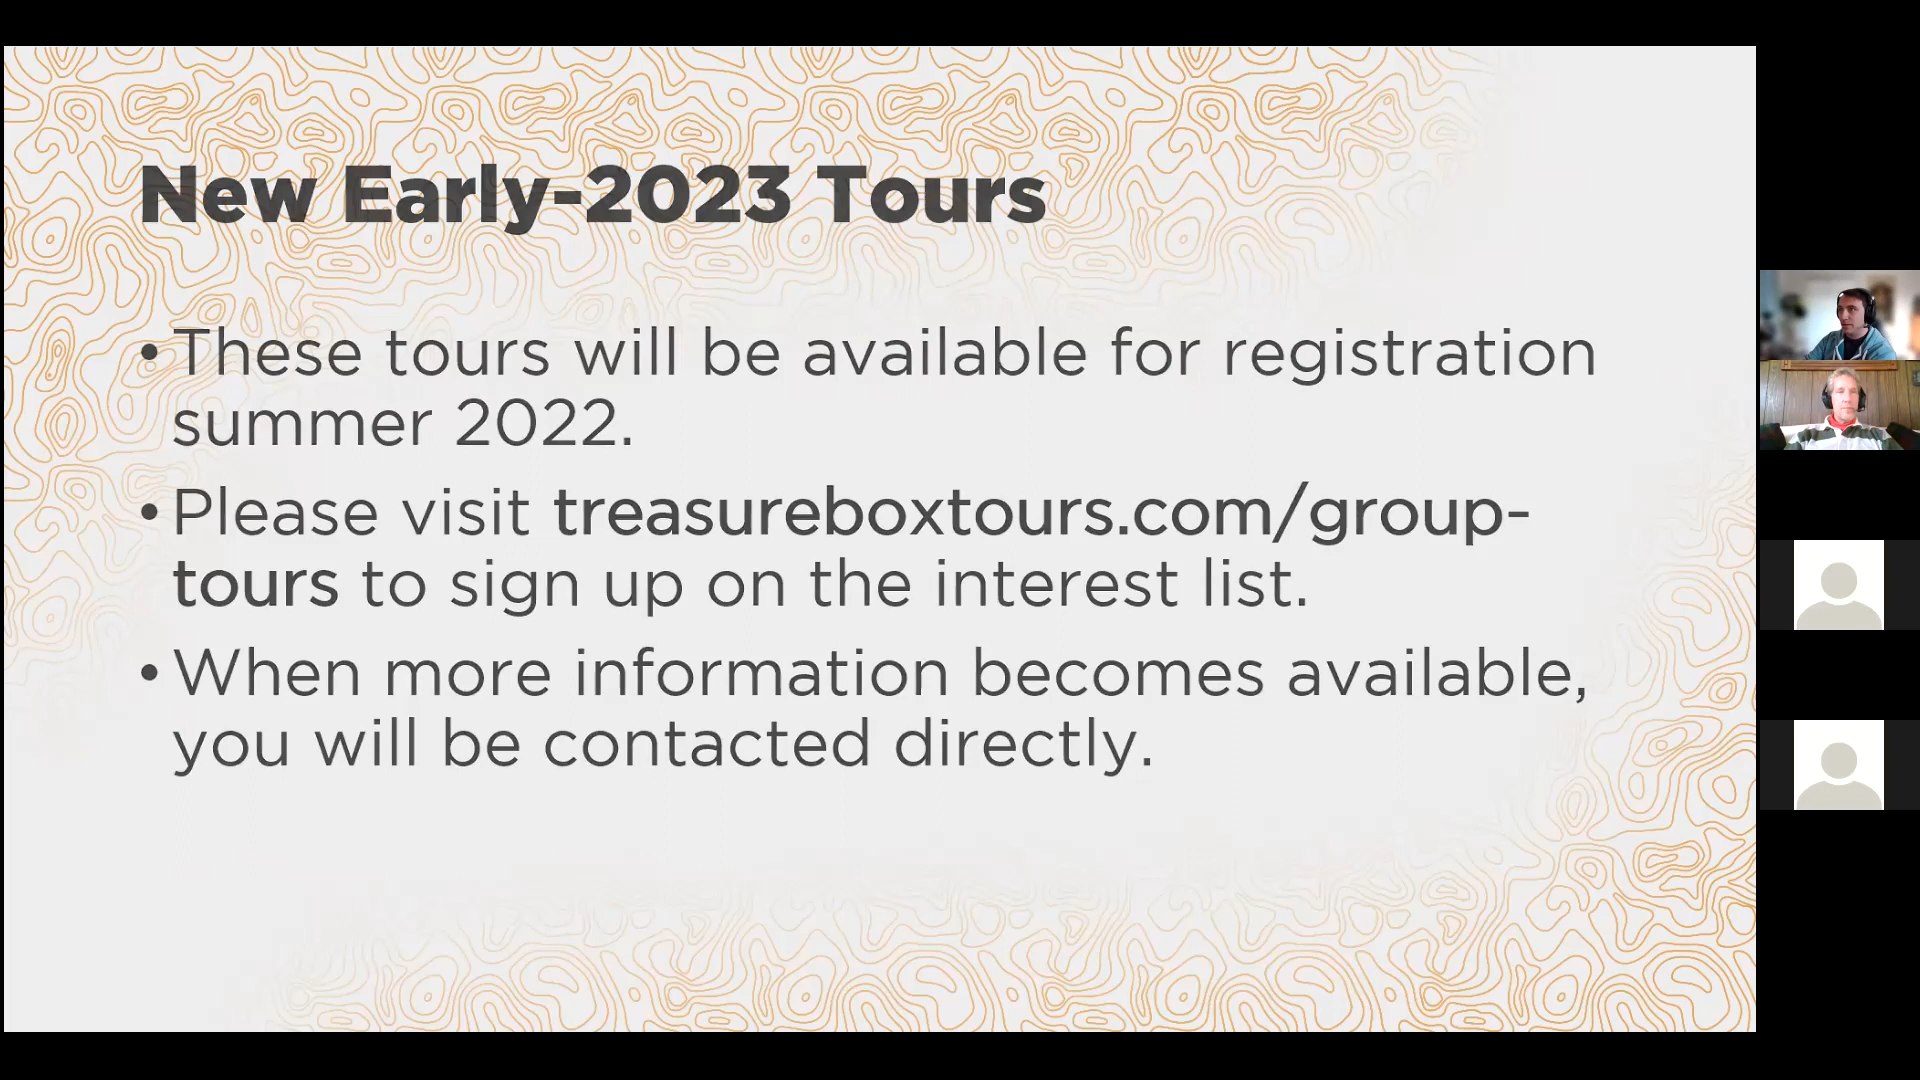 New Early-2023 Tours
•These tours will be available for registration
summer 2022.
•Please visit treasureboxtours.com/group-
tours to sign up on the interest list.
•When more information becomes available,
you will be contacted directly.